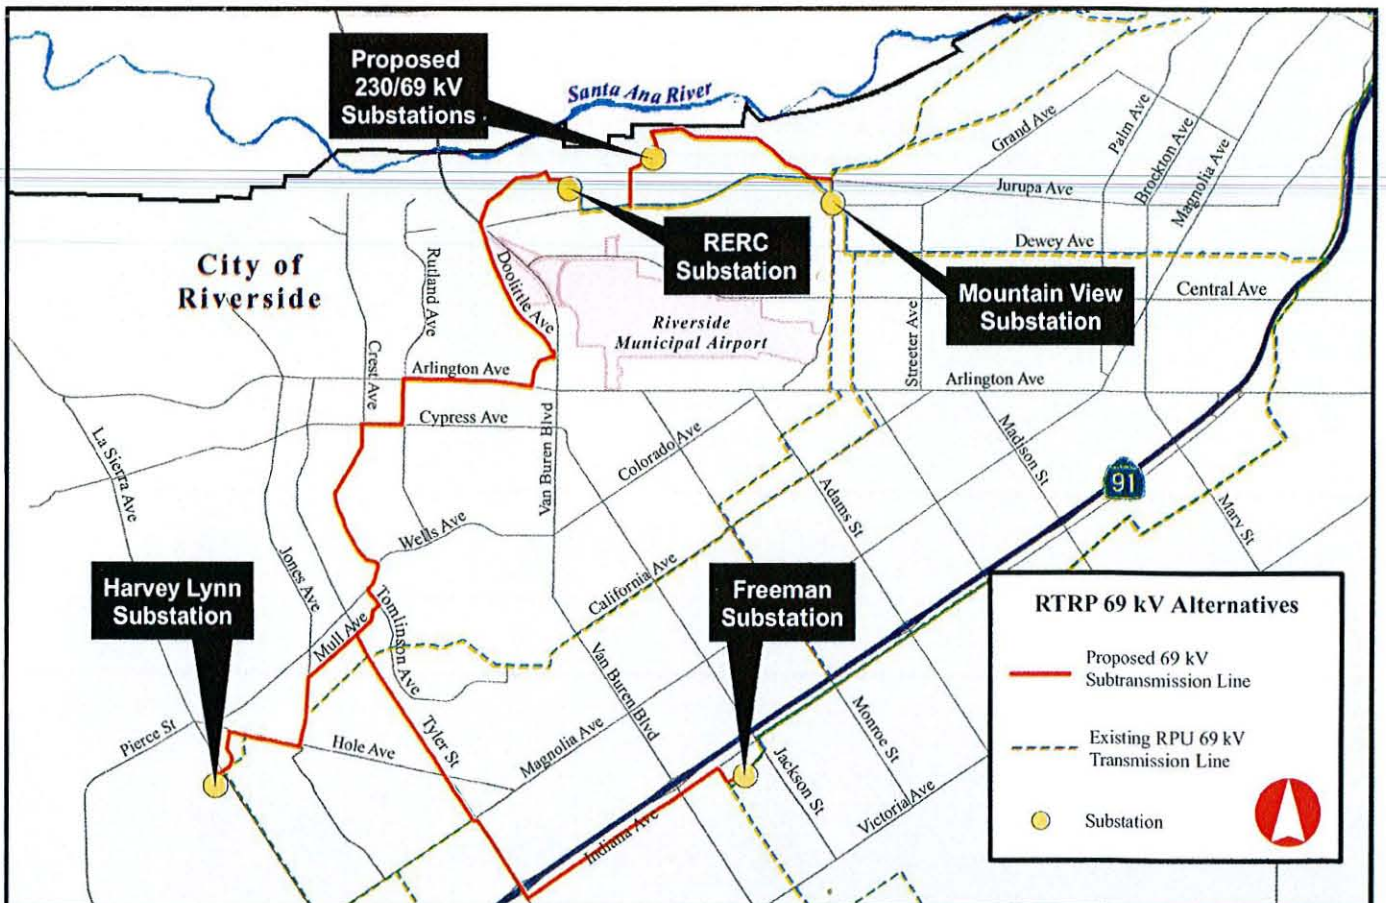 Proposed
230/69 kV
Substations
Santa Ana River
Grand Ave
Palm Ave
Brockton Ave
Magnolia Ave
Jurupa Ave
RERC
Substation
Dewey Ave
City of
Riverside
Rutland Ave
Doolittle Ave
Mountain View
Substation
Central Ave
Riverside
Municipal Airport
Streeter Ave
Crest Ave
Arlington Ave
Arlington Ave
Cypress Ave
La Sierra Ave
Van Buren Blvd
Colorado Ave
Madison St
Adams St
91
Mary St
Wells Ave
Jones Ave
California Ave
Harvey Lynn
Substation
Freeman
Substation
Mull Ave
Tomlinson Ave
Van Buren Blvd
Monroe St
Pierce St
Hole Ave
Tyler St
Magnolia Ave
Jackson St
Victoria Ave
Indiana Ave
RTRP 69 kV Alternatives
Proposed 69 kV
Subtransmission Line
Existing RPU 69 kV
Transmission Line
Substation